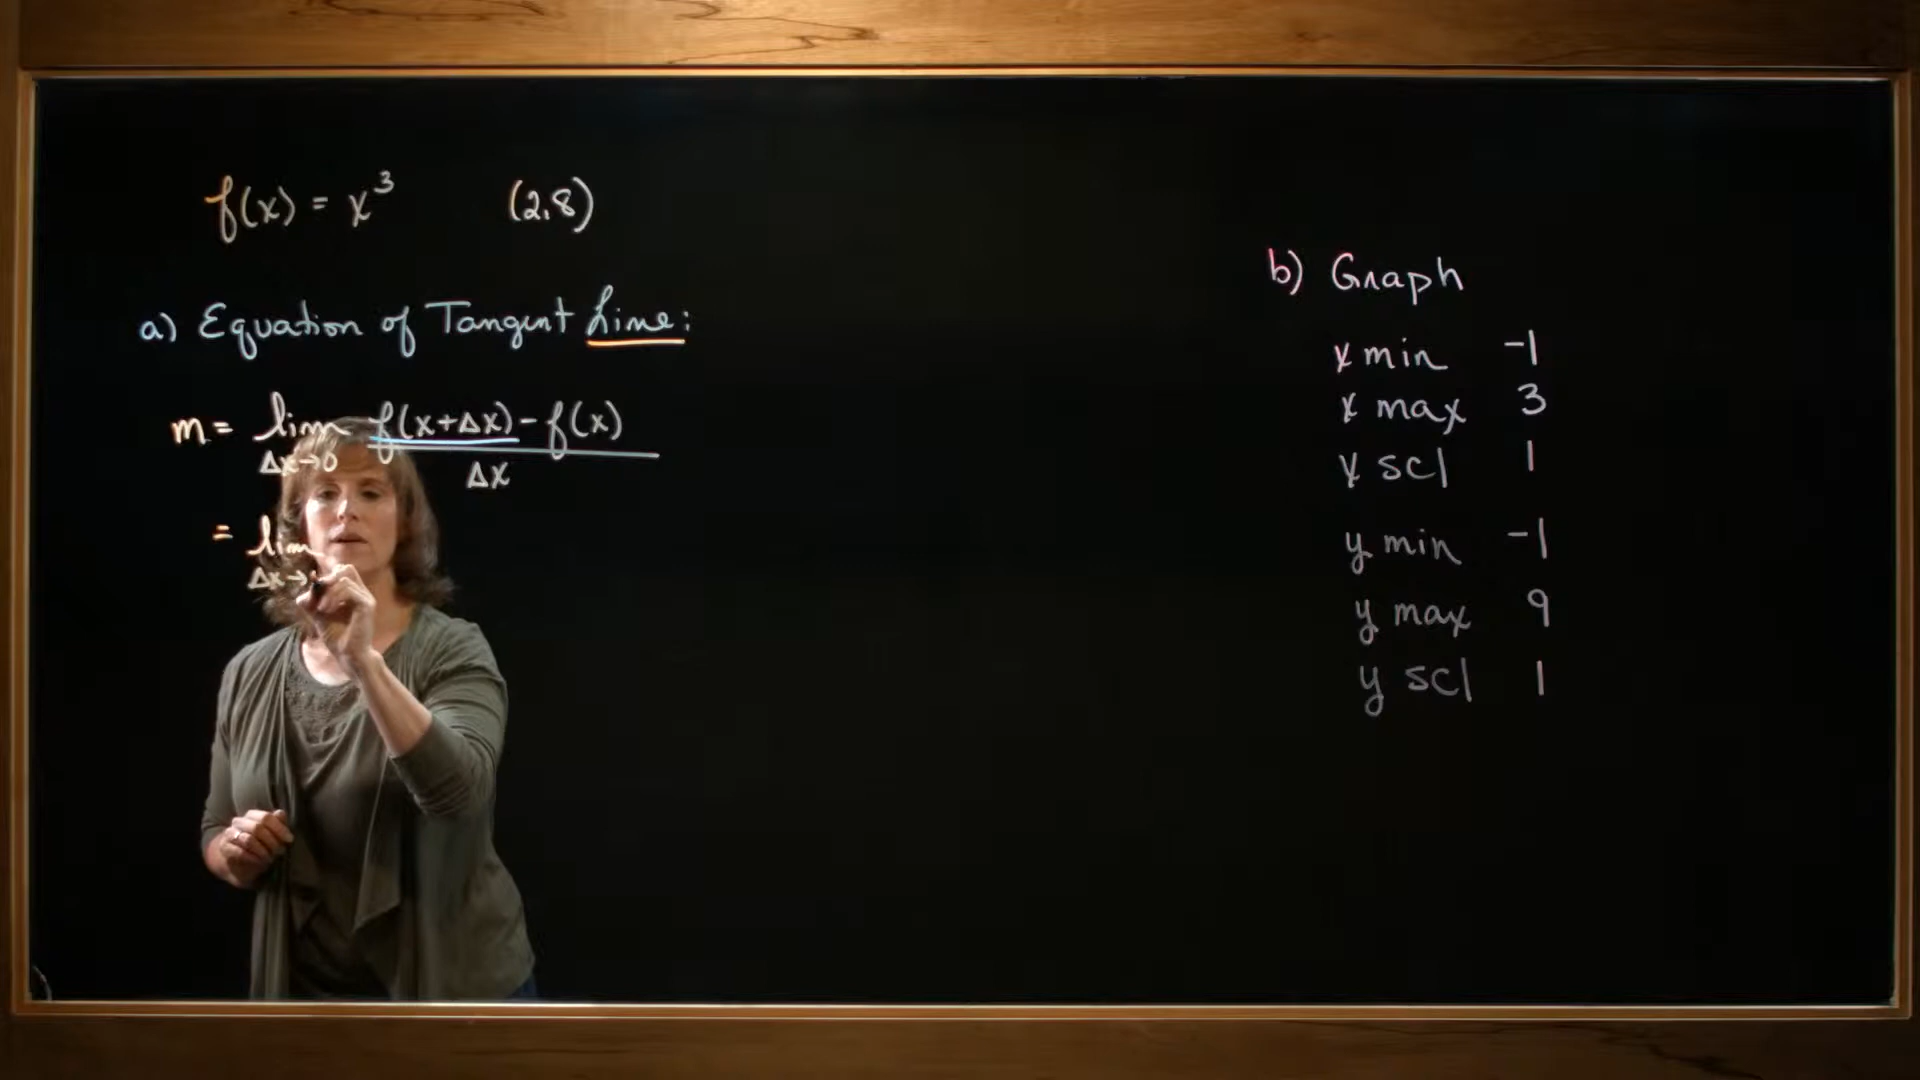 f(x) = x³ (2,8)
a) Equation of Tangent Line:
m = lim f(x+Δx) - f(x)
Δx→0 Δx
= lim
Δx→
b) Graph
x min -1
x max 3
x scl 1
y min -1
y max 9
y scl 1